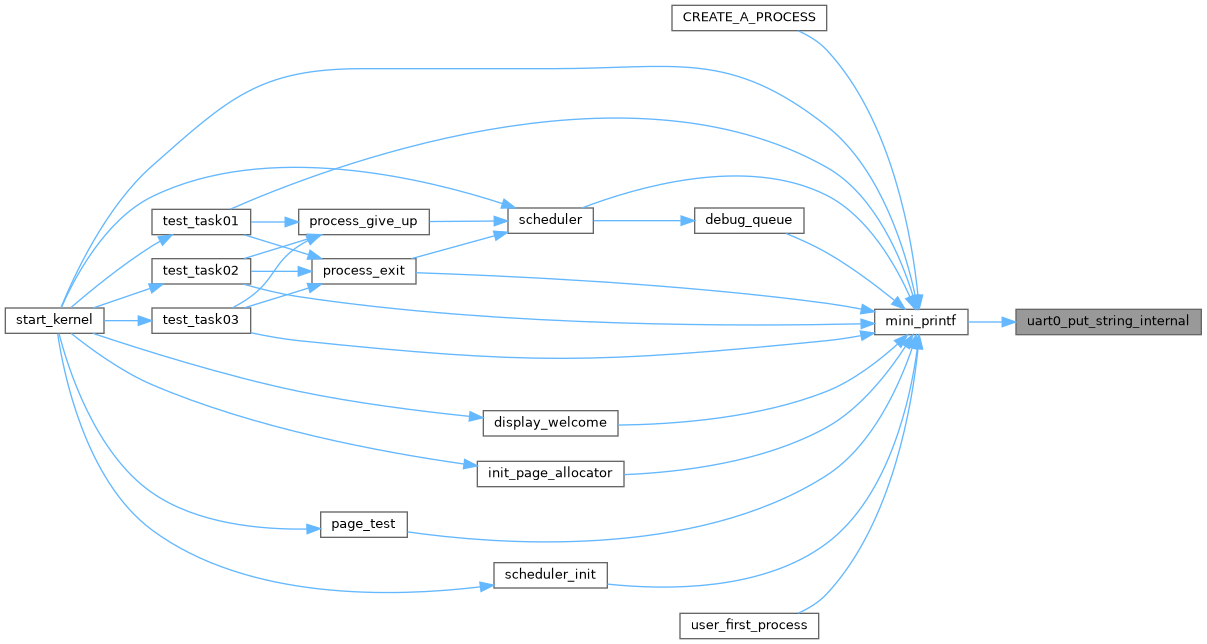 CREATE_A_PROCESS
test_task01
process_give_up
scheduler
debug_queue
test_task02
process_exit
start_kernel
test_task03
mini_printf
uart0_put_string_internal
display_welcome
init_page_allocator
page_test
scheduler_init
user_first_process